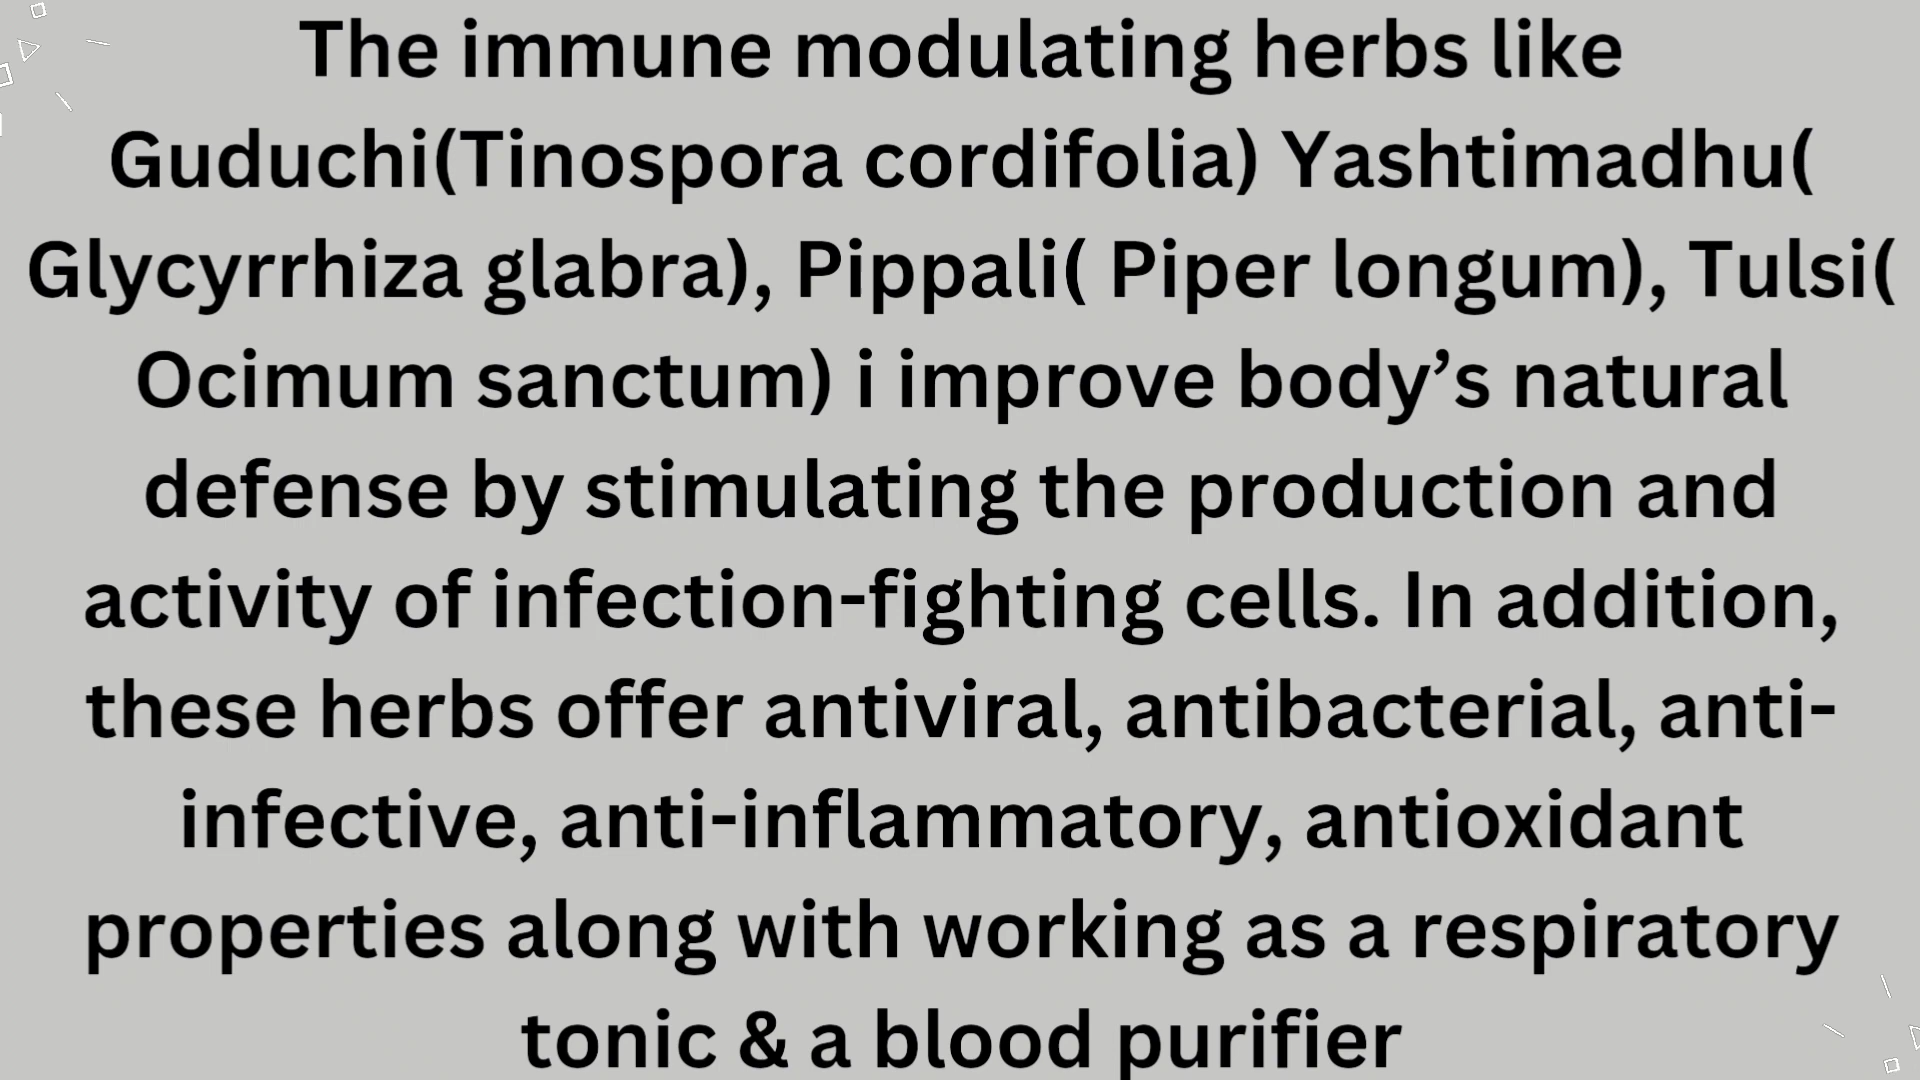 The immune modulating herbs like
Guduchi(Tinospora cordifolia) Yashtimadhu(
Glycyrrhiza glabra), Pippali( Piper longum), Tulsi(
Ocimum sanctum) i improve body’s natural
defense by stimulating the production and
activity of infection-fighting cells. In addition,
these herbs offer antiviral, antibacterial, anti-
infective, anti-inflammatory, antioxidant
properties along with working as a respiratory
tonic & a blood purifier